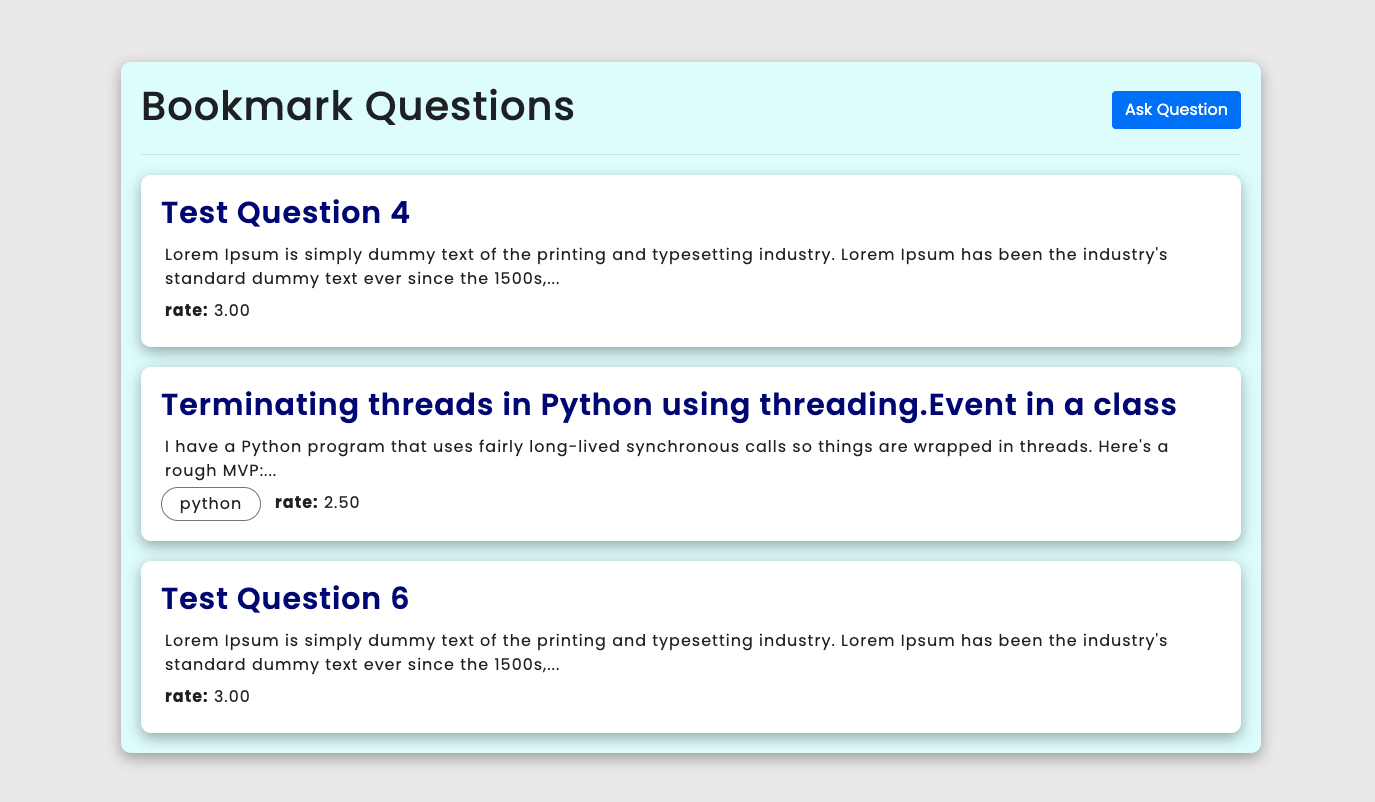 Bookmark Questions
Ask Question
Test Question 4
Lorem Ipsum is simply dummy text of the printing and typesetting industry. Lorem Ipsum has been the industry's
standard dummy text ever since the 1500s,...
rate: 3.00
Terminating threads in Python using threading.Event in a class
I have a Python program that uses fairly long-lived synchronous calls so things are wrapped in threads. Here's a
rough MVP:...
python rate: 2.50
Test Question 6
Lorem Ipsum is simply dummy text of the printing and typesetting industry. Lorem Ipsum has been the industry's
standard dummy text ever since the 1500s,...
rate: 3.00